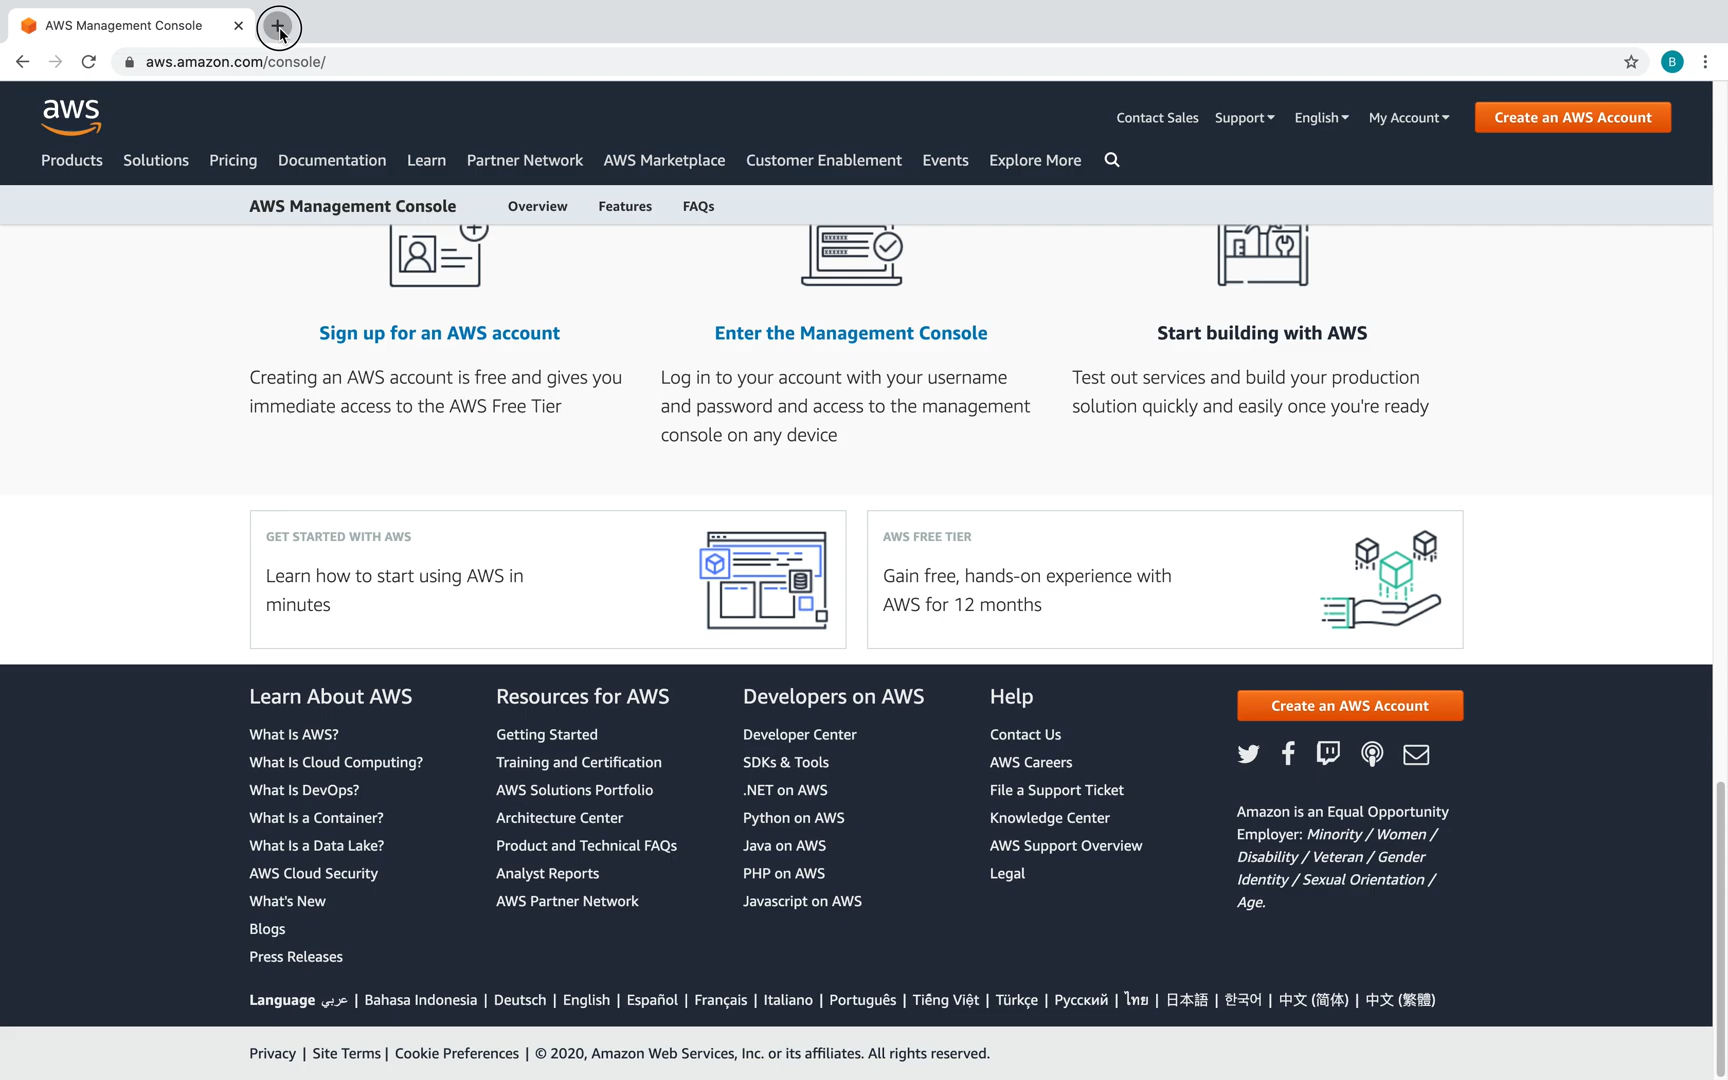 AWS Management Console
aws.amazon.com/console/
B
aws
Contact Sales Support English My Account Create an AWS Account
Products Solutions Pricing Documentation Learn Partner Network AWS Marketplace Customer Enablement Events Explore More
AWS Management Console Overview Features FAQs
Sign up for an AWS account
Creating an AWS account is free and gives you
immediate access to the AWS Free Tier
Enter the Management Console
Log in to your account with your username
and password and access to the management
console on any device
Start building with AWS
Test out services and build your production
solution quickly and easily once you're ready
GET STARTED WITH AWS
Learn how to start using AWS in
minutes
AWS FREE TIER
Gain free, hands-on experience with
AWS for 12 months
Learn About AWS
What Is AWS?
What Is Cloud Computing?
What Is DevOps?
What Is a Container?
What Is a Data Lake?
AWS Cloud Security
What's New
Blogs
Press Releases
Resources for AWS
Getting Started
Training and Certification
AWS Solutions Portfolio
Architecture Center
Product and Technical FAQs
Analyst Reports
AWS Partner Network
Developers on AWS
Developer Center
SDKs & Tools
.NET on AWS
Python on AWS
Java on AWS
PHP on AWS
Javascript on AWS
Help
Contact Us
AWS Careers
File a Support Ticket
Knowledge Center
AWS Support Overview
Legal
Create an AWS Account
Amazon is an Equal Opportunity
Employer: Minority / Women /
Disability / Veteran / Gender
Identity / Sexual Orientation /
Age.
Language عربي | Bahasa Indonesia | Deutsch | English | Español | Français | Italiano | Português | Tiếng Việt | Türkçe | Ρусский | ไทย | 日本語 | 한국어 | 中文 (简体) | 中文 (繁體)
Privacy | Site Terms | Cookie Preferences | © 2020, Amazon Web Services, Inc. or its affiliates. All rights reserved.